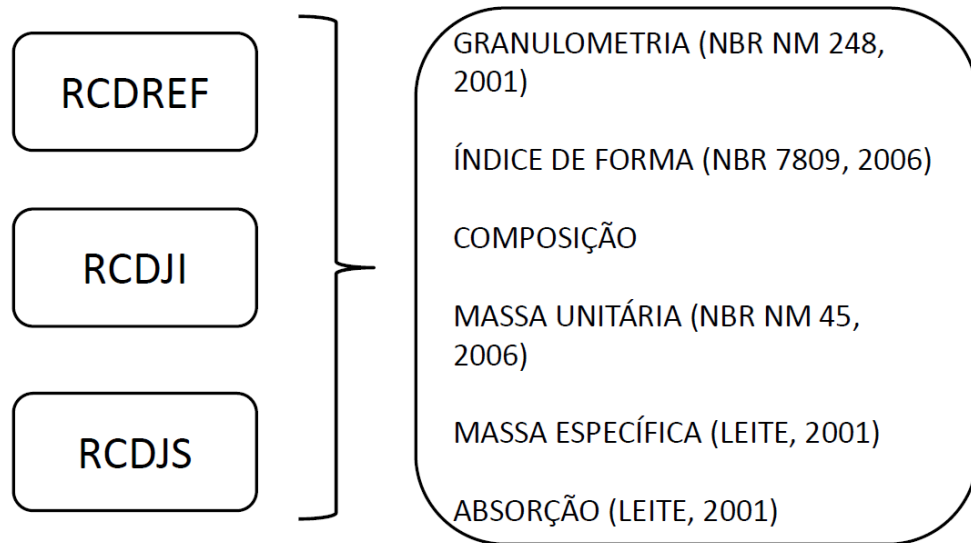 RCDREF
RCDJI
RCDJS
GRANULOMETRIA (NBR NM 248,
2001)
ÍNDICE DE FORMA (NBR 7809, 2006)
COMPOSIÇÃO
MASSA UNITÁRIA (NBR NM 45,
2006)
MASSA ESPECÍFICA (LEITE, 2001)
ABSORÇÃO (LEITE, 2001)